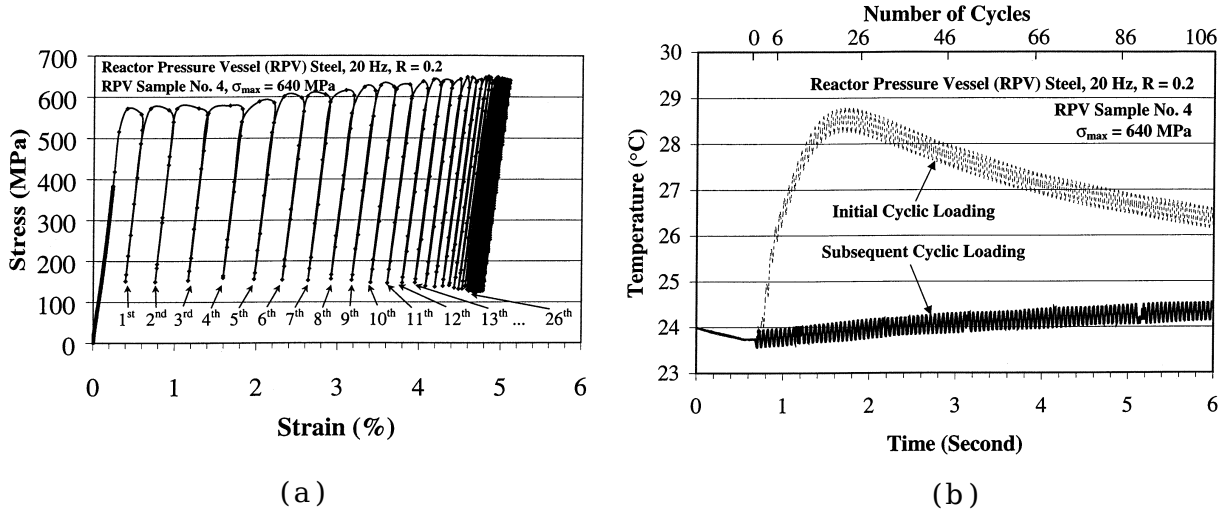 700
600
500
400
300
200
100
0
Stress (MPa)
Reactor Pressure Vessel (RPV) Steel, 20 Hz, R = 0.2
RPV Sample No. 4, σmax = 640 MPa
1st 2nd 3rd 4th 5th 6th 7th 8th 9th 10th 11th 12th 13th ... 26th
0 1 2 3 4 5 6
Strain (%)
(a)
Number of Cycles
0 6 26 46 66 86 106
30
29
28
27
26
25
24
23
Temperature (°C)
Reactor Pressure Vessel (RPV) Steel, 20 Hz, R = 0.2
RPV Sample No. 4
σmax = 640 MPa
Initial Cyclic Loading
Subsequent Cyclic Loading
0 1 2 3 4 5 6
Time (Second)
(b)